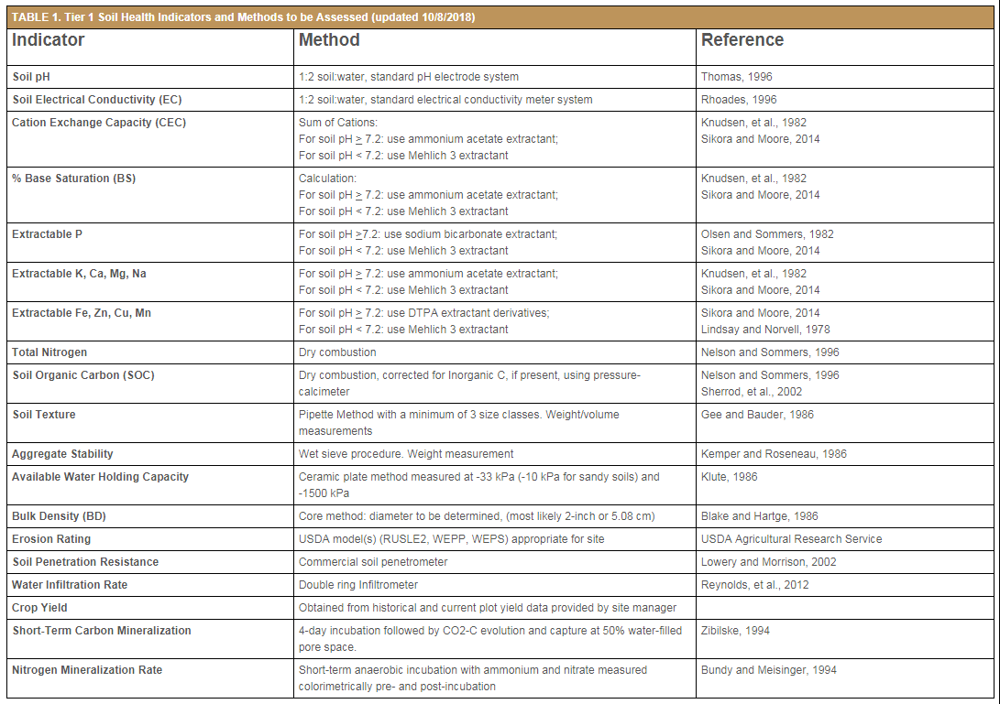 TABLE 1. Tier 1 Soil Health Indicators and Methods to be Assessed (updated 10/8/2018)
Indicator Method Reference
Soil pH 1:2 soil:water, standard pH electrode system Thomas, 1996
Soil Electrical Conductivity (EC) 1:2 soil:water, standard electrical conductivity meter system Rhoades, 1996
Cation Exchange Capacity (CEC) Sum of Cations: Knudsen, et al., 1982
For soil pH ≥ 7.2: use ammonium acetate extractant; Sikora and Moore, 2014
For soil pH < 7.2: use Mehlich 3 extractant
% Base Saturation (BS) Calculation: Knudsen, et al., 1982
For soil pH ≥ 7.2: use ammonium acetate extractant; Sikora and Moore, 2014
For soil pH < 7.2: use Mehlich 3 extractant
Extractable P For soil pH ≥7.2: use sodium bicarbonate extractant; Olsen and Sommers, 1982
For soil pH < 7.2: use Mehlich 3 extractant Sikora and Moore, 2014
Extractable K, Ca, Mg, Na For soil pH ≥ 7.2: use ammonium acetate extractant; Knudsen, et al., 1982
For soil pH < 7.2: use Mehlich 3 extractant Sikora and Moore, 2014
Extractable Fe, Zn, Cu, Mn For soil pH ≥ 7.2: use DTPA extractant derivatives; Sikora and Moore, 2014
For soil pH < 7.2: use Mehlich 3 extractant Lindsay and Norvell, 1978
Total Nitrogen Dry combustion Nelson and Sommers, 1996
Soil Organic Carbon (SOC) Dry combustion, corrected for Inorganic C, if present, using pressure- Nelson and Sommers, 1996
calcimeter Sherrod, et al., 2002
Soil Texture Pipette Method with a minimum of 3 size classes. Weight/volume Gee and Bauder, 1986
measurements
Aggregate Stability Wet sieve procedure. Weight measurement Kemper and Roseneau, 1986
Available Water Holding Capacity Ceramic plate method measured at -33 kPa (-10 kPa for sandy soils) and Klute, 1986
-1500 kPa
Bulk Density (BD) Core method: diameter to be determined, (most likely 2-inch or 5.08 cm) Blake and Hartge, 1986
Erosion Rating USDA model(s) (RUSLE2, WEPP, WEPS) appropriate for site USDA Agricultural Research Service
Soil Penetration Resistance Commercial soil penetrometer Lowery and Morrison, 2002
Water Infiltration Rate Double ring Infiltrometer Reynolds, et al., 2012
Crop Yield Obtained from historical and current plot yield data provided by site manager
Short-Term Carbon Mineralization 4-day incubation followed by CO2-C evolution and capture at 50% water-filled Zibilske, 1994
pore space.
Nitrogen Mineralization Rate Short-term anaerobic incubation with ammonium and nitrate measured Bundy and Meisinger, 1994
colorimetrically pre- and post-incubation